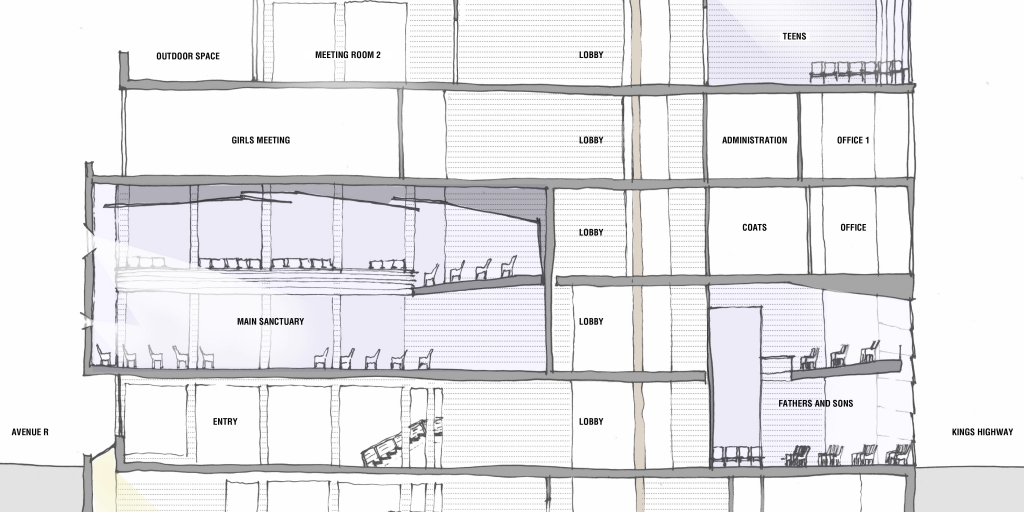 TEENS
OUTDOOR SPACE
MEETING ROOM 2
LOBBY
GIRLS MEETING
LOBBY
ADMINISTRATION
OFFICE 1
LOBBY
COATS
OFFICE
MAIN SANCTUARY
LOBBY
FATHERS AND SONS
ENTRY
LOBBY
AVENUE R
KINGS HIGHWAY